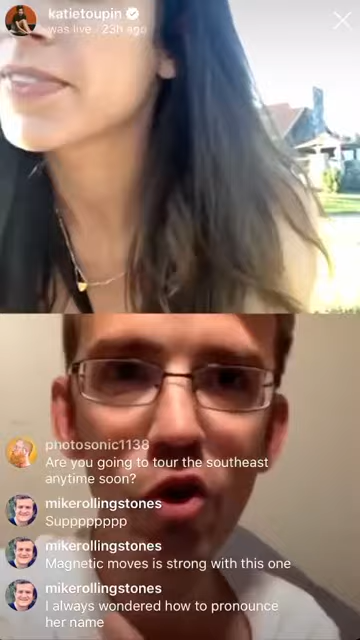 katietoupin
was live · 23h ago
photosonic1138
Are you going to tour the southeast
anytime soon?
mikerollingstones
Supppppppp
mikerollingstones
Magnetic moves is strong with this one
mikerollingstones
I always wondered how to pronounce
her name